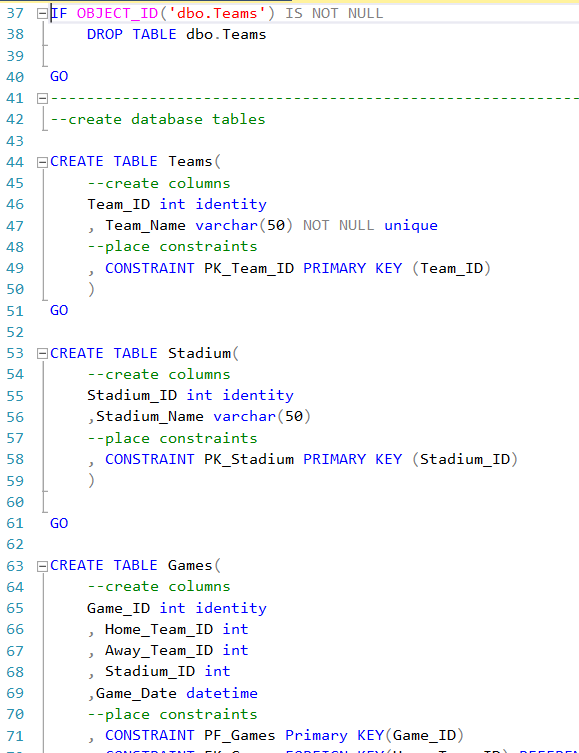 37 IF OBJECT_ID('dbo.Teams') IS NOT NULL
38 DROP TABLE dbo.Teams
39
40 GO
41 ----------------------------------------------------------
42 --create database tables
43
44 CREATE TABLE Teams(
45 --create columns
46 Team_ID int identity
47 , Team_Name varchar(50) NOT NULL unique
48 --place constraints
49 , CONSTRAINT PK_Team_ID PRIMARY KEY (Team_ID)
50 )
51 GO
52
53 CREATE TABLE Stadium(
54 --create columns
55 Stadium_ID int identity
56 ,Stadium_Name varchar(50)
57 --place constraints
58 , CONSTRAINT PK_Stadium PRIMARY KEY (Stadium_ID)
59 )
60
61 GO
62
63 CREATE TABLE Games(
64 --create columns
65 Game_ID int identity
66 , Home_Team_ID int
67 , Away_Team_ID int
68 , Stadium_ID int
69 ,Game_Date datetime
70 --place constraints
71 , CONSTRAINT PF_Games Primary KEY(Game_ID)